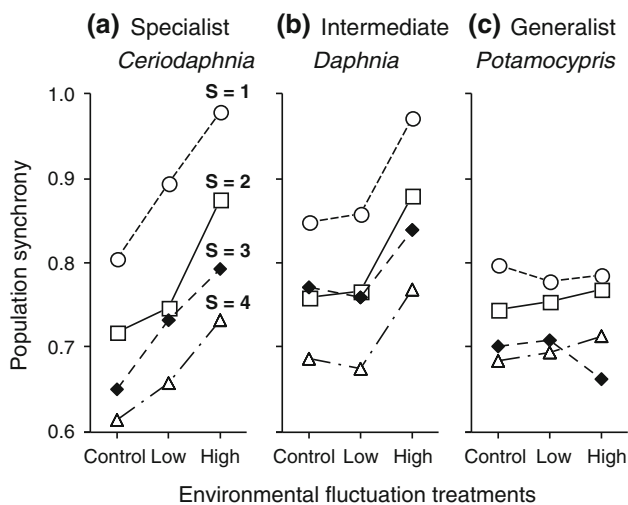 (a) Specialist
Ceriodaphnia
(b) Intermediate
Daphnia
(c) Generalist
Potamocypris
Population synchrony
1.0
0.9
0.8
0.7
0.6
S = 1
S = 2
S = 3
S = 4
Control Low High
Control Low High
Control Low High
Environmental fluctuation treatments